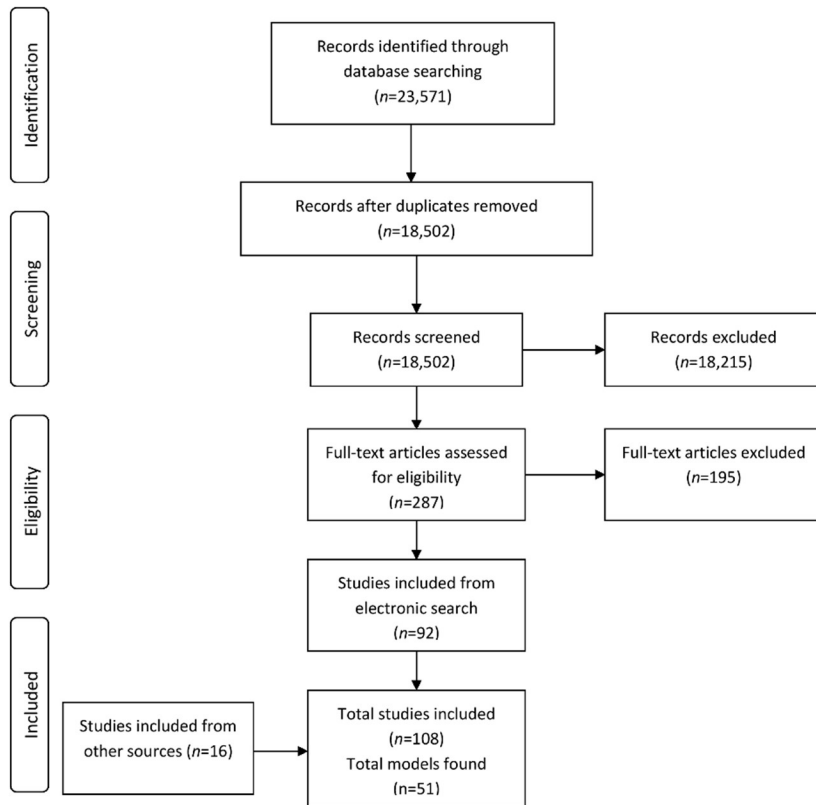 Identification
Records identified through
database searching
(n=23,571)
Records after duplicates removed
(n=18,502)
Screening
Records screened
(n=18,502)
Records excluded
(n=18,215)
Eligibility
Full-text articles assessed
for eligibility
(n=287)
Full-text articles excluded
(n=195)
Studies included from
electronic search
(n=92)
Included
Studies included from
other sources (n=16)
Total studies included
(n=108)
Total models found
(n=51)